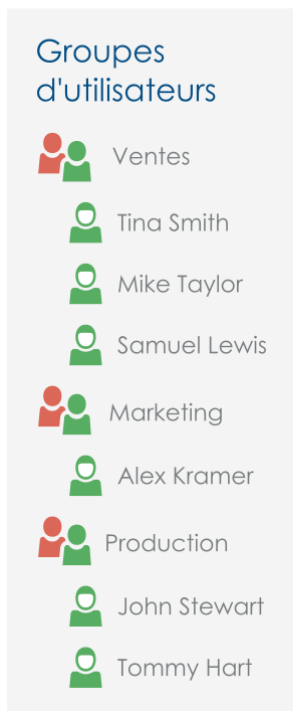 Groupes
d'utilisateurs
Ventes
Tina Smith
Mike Taylor
Samuel Lewis
Marketing
Alex Kramer
Production
John Stewart
Tommy Hart